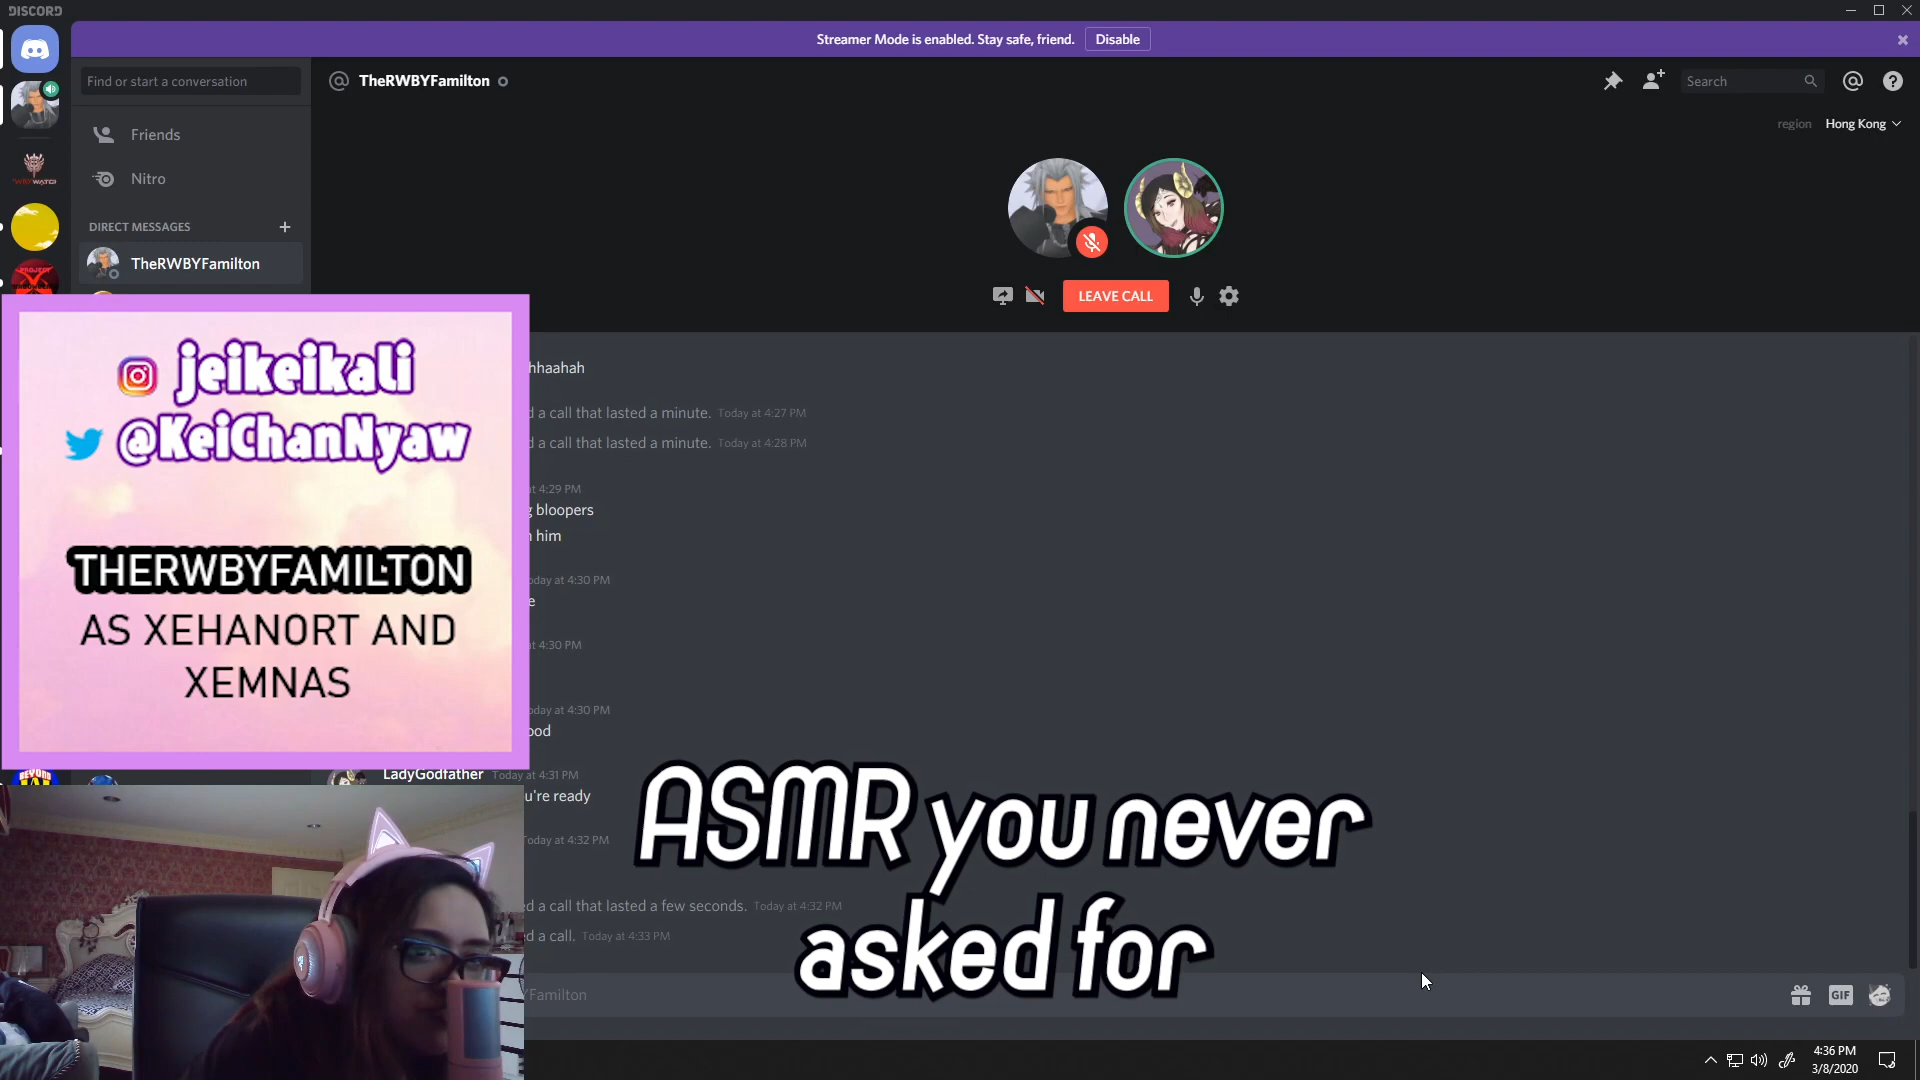 DISCORD
Streamer Mode is enabled. Stay safe, friend. Disable
Find or start a conversation
TheRWBYFamilton
Search
region Hong Kong
Friends
Nitro
DIRECT MESSAGES
TheRWBYFamilton
LEAVE CALL
jeikeikali
@KeiChanNyaw
THERWBYFAMILTON
AS XEHANORT AND
XEMNAS
hhaahah
d a call that lasted a minute. Today at 4:27 PM
d a call that lasted a minute. Today at 4:28 PM
at 4:29 PM
bloopers
him
oday at 4:30 PM
e
at 4:30 PM
oday at 4:30 PM
ood
LadyGodfather Today at 4:31 PM
u're ready
Today at 4:32 PM
d a call that lasted a few seconds. Today at 4:32 PM
d a call. Today at 4:33 PM
Familton
GIF
ASMR you never
asked for
4:36 PM
3/8/2020